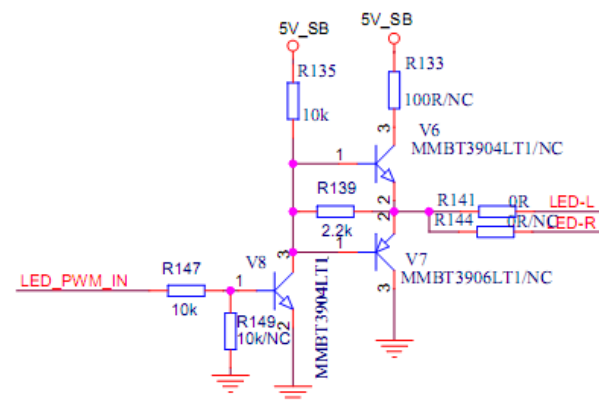 5V_SB
5V_SB
R135
10k
R133
100R/NC
3
V6
1
MMBT3904LT1/NC
2
R139
2.2k
R141
0R
LED-L
R144
0R/NC
LED-R
2
1
V7
MMBT3906LT1/NC
3
3
V8
R147
LED_PWM_IN
10k
1
MMBT3904LT1
R149
10k/NC
2